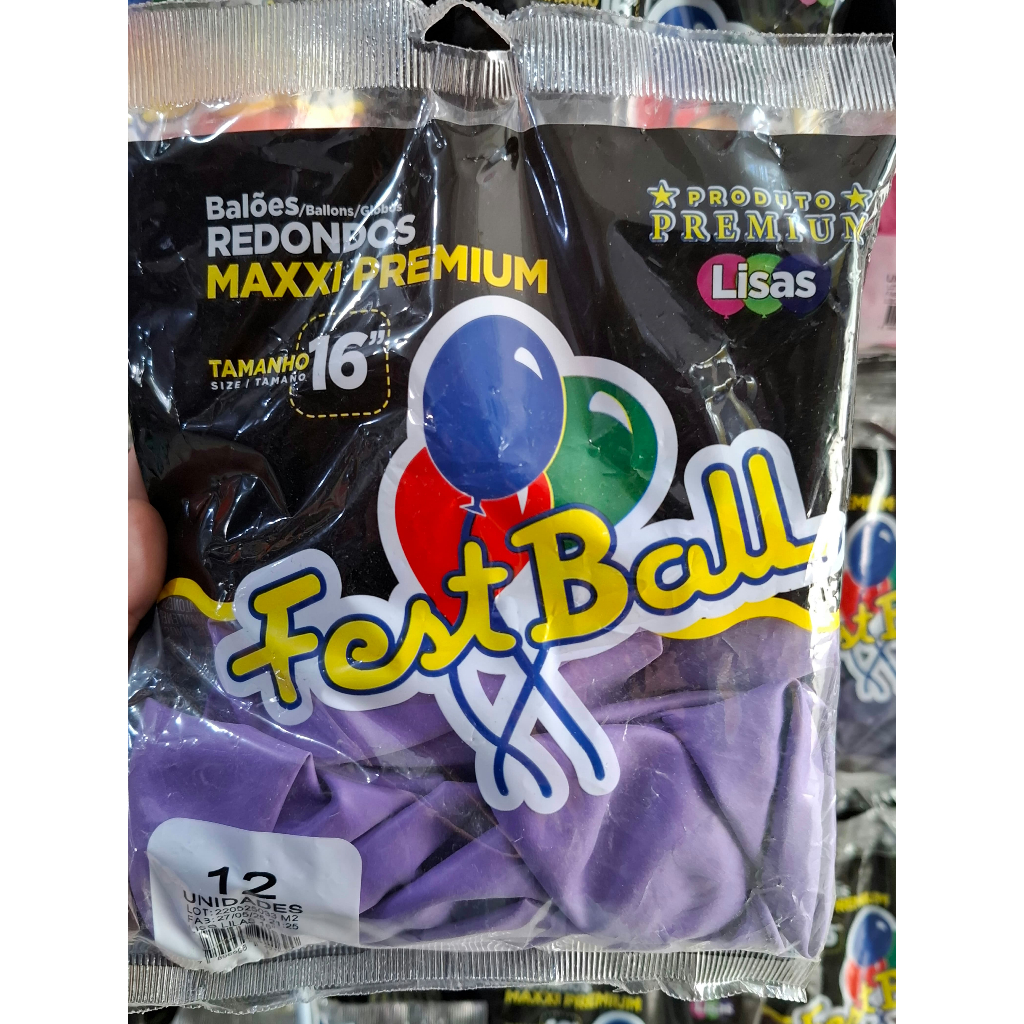 Balões/Ballons/Globos
REDONDOS
MAXXI PREMIUM
TAMANHO
SIZE / TAMAÑO
16"
PRODUTO
PREMIUM
Lisas
Fest Ball
12
UNIDADES
MAXXI PREMIUM